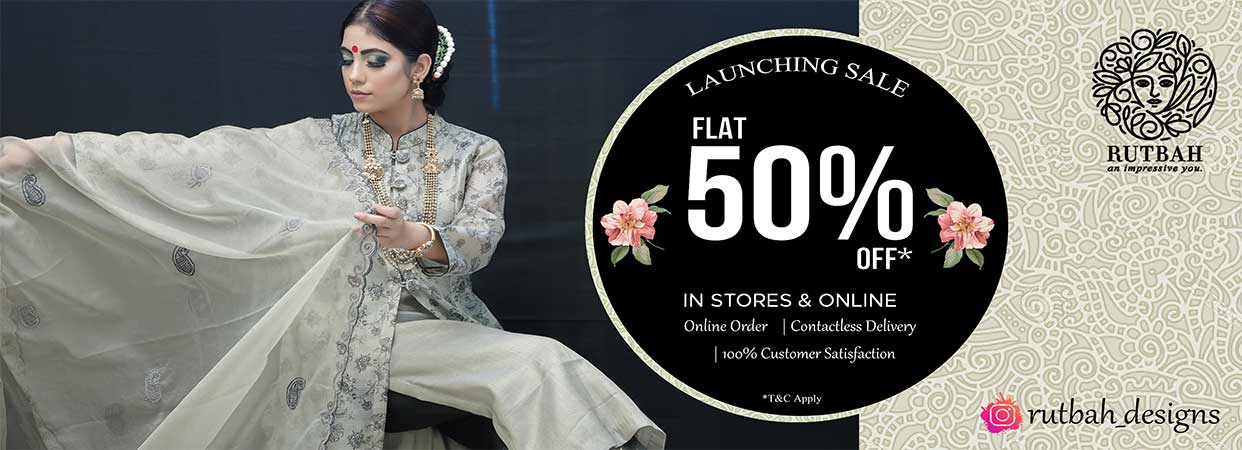 LAUNCHING SALE
FLAT
50%
OFF*
IN STORES & ONLINE
Online Order | Contactless Delivery
| 100% Customer Satisfaction
*T&C Apply
RUTBAH
an impressive you.
rutbah_designs